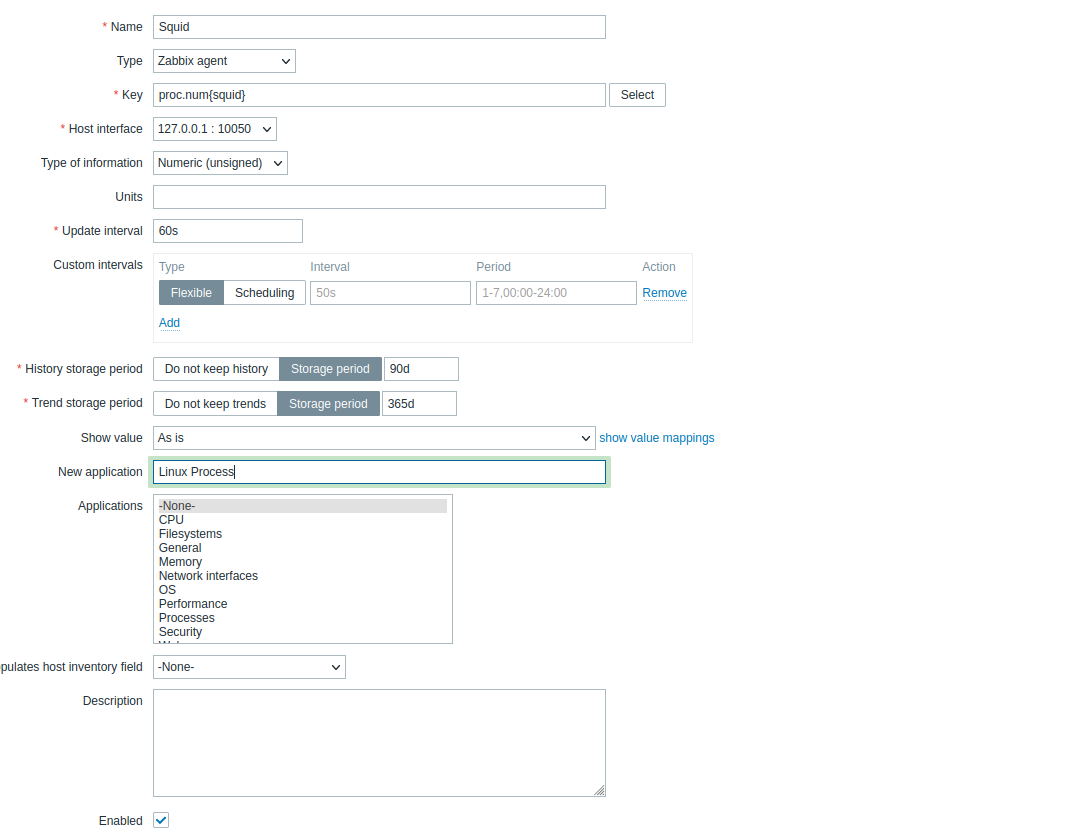 * Name Squid
Type Zabbix agent
* Key proc.num{squid} Select
* Host interface 127.0.0.1 : 10050
Type of information Numeric (unsigned)
Units
* Update interval 60s
Custom intervals Type Interval Period Action
Flexible Scheduling 50s 1-7,00:00-24:00 Remove
Add
* History storage period Do not keep history Storage period 90d
* Trend storage period Do not keep trends Storage period 365d
Show value As is show value mappings
New application Linux Process
Applications -None-
CPU
Filesystems
General
Memory
Network interfaces
OS
Performance
Processes
Security
pulates host inventory field -None-
Description
Enabled